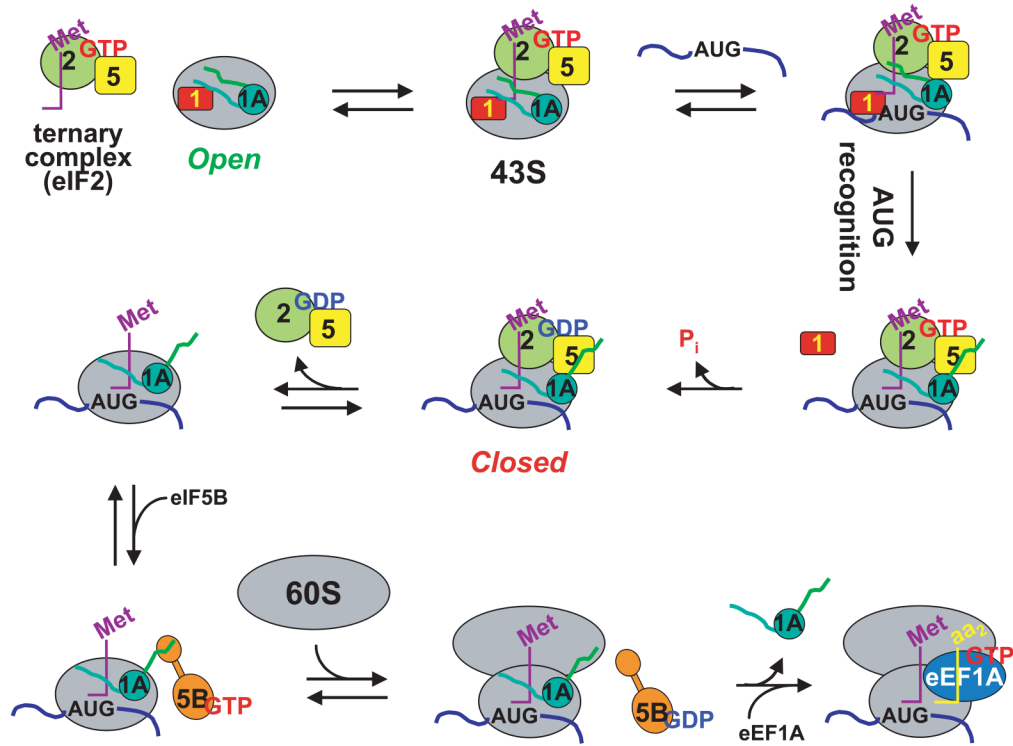 Met
2
GTP
5
ternary
complex
(eIF2)
1
1A
Open
Met
2
GTP
5
1
1A
43S
AUG
Met
2
GTP
5
1
1A
AUG
AUG
recognition
Met
1A
AUG
2
GDP
5
Met
2
GDP
5
1A
AUG
Closed
Pi
1
Met
2
GTP
5
1A
AUG
eIF5B
Met
1A
AUG
5B
GTP
60S
Met
1A
AUG
5B
GDP
1A
eEF1A
Met
aa2
GTP
eEF1A
AUG